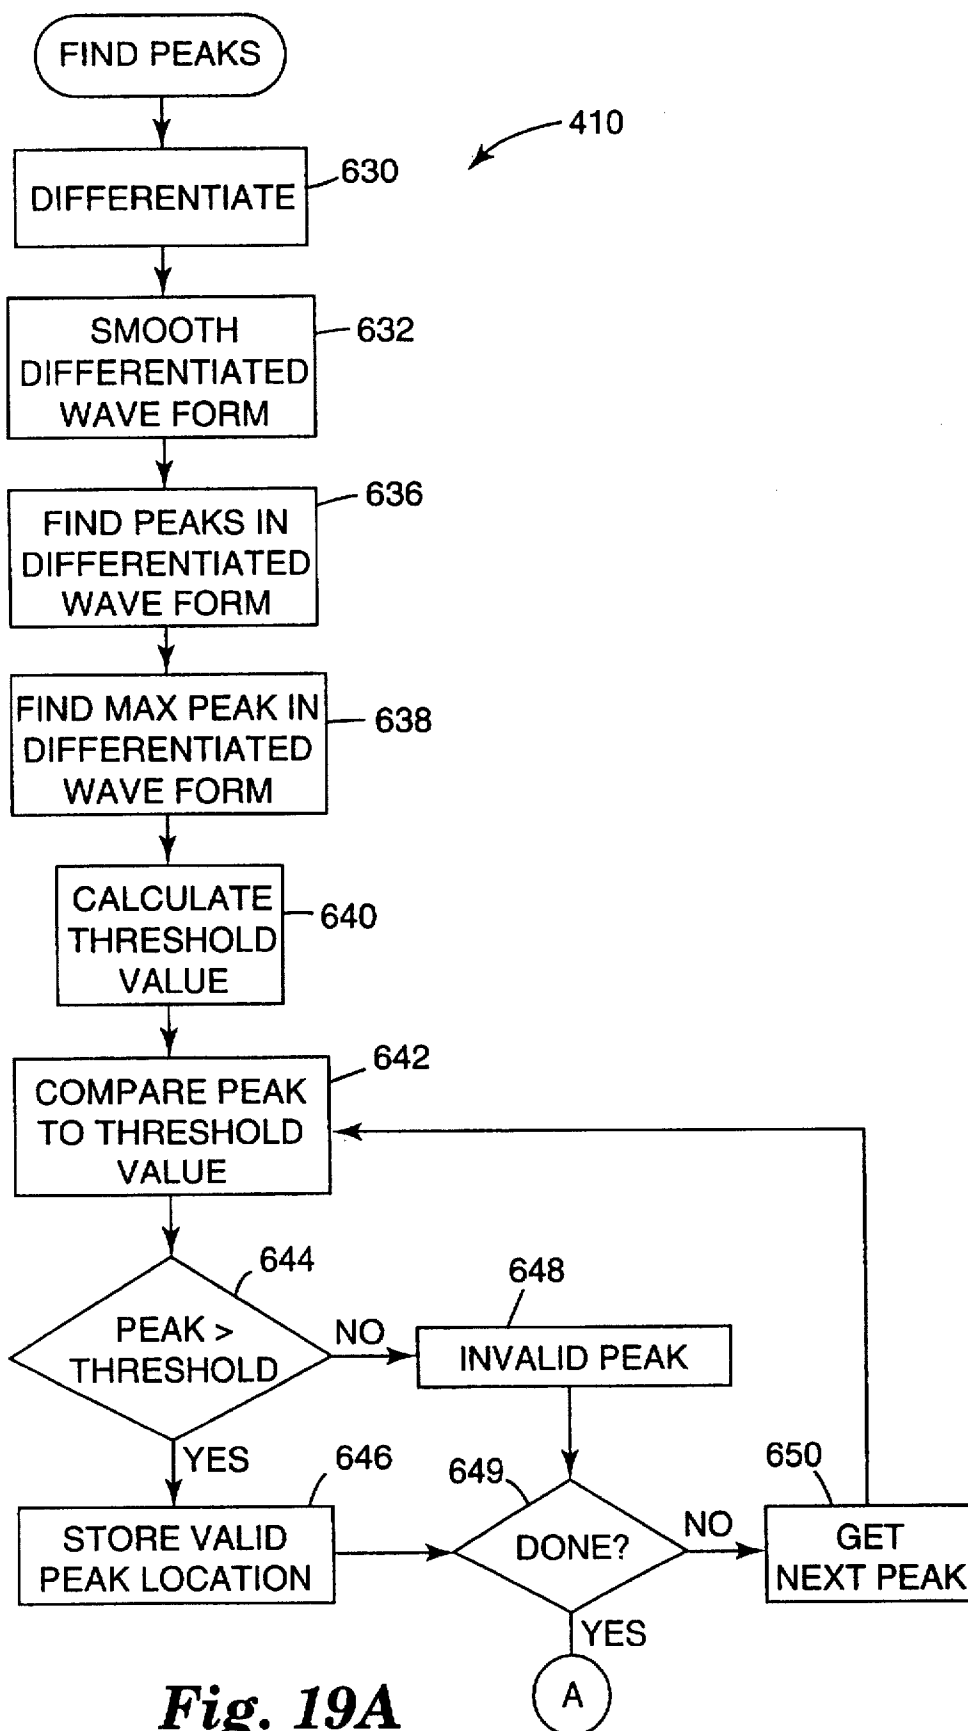 FIND PEAKS
410
DIFFERENTIATE
630
SMOOTH
DIFFERENTIATED
WAVE FORM
632
FIND PEAKS IN
DIFFERENTIATED
WAVE FORM
636
FIND MAX PEAK IN
DIFFERENTIATED
WAVE FORM
638
CALCULATE
THRESHOLD
VALUE
640
COMPARE PEAK
TO THRESHOLD
VALUE
642
PEAK >
THRESHOLD
644
NO
INVALID PEAK
648
YES
STORE VALID
PEAK LOCATION
646
DONE?
649
NO
GET
NEXT PEAK
650
YES
A
Fig. 19A